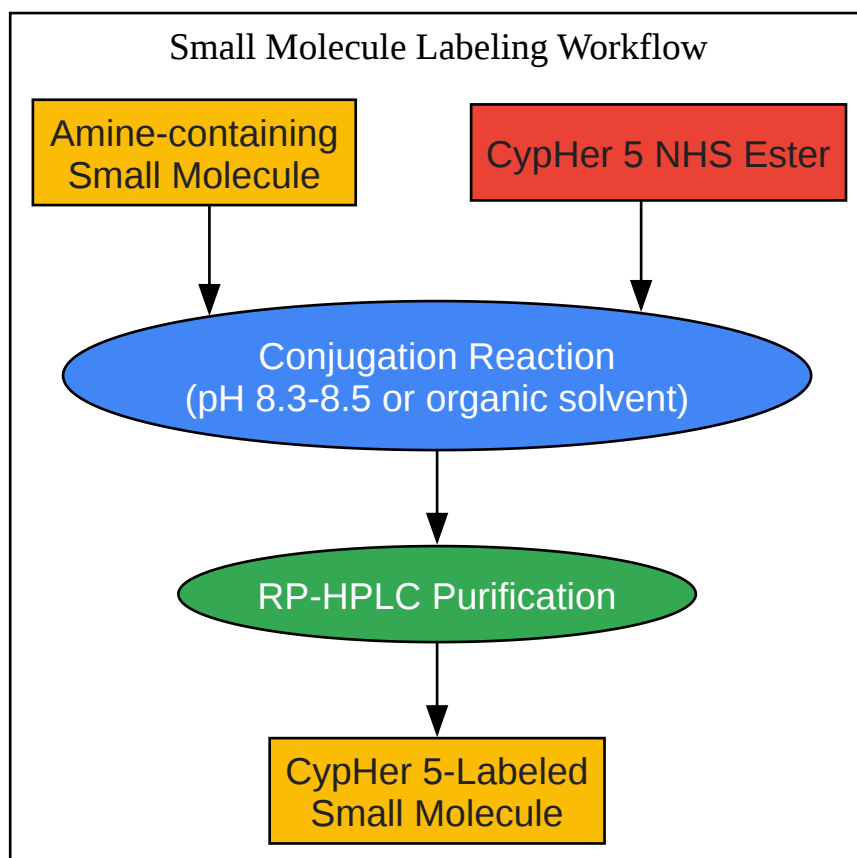 Small Molecule Labeling Workflow
Amine-containing
Small Molecule
CypHer 5 NHS Ester
Conjugation Reaction
(pH 8.3-8.5 or organic solvent)
RP-HPLC Purification
CypHer 5-Labeled
Small Molecule